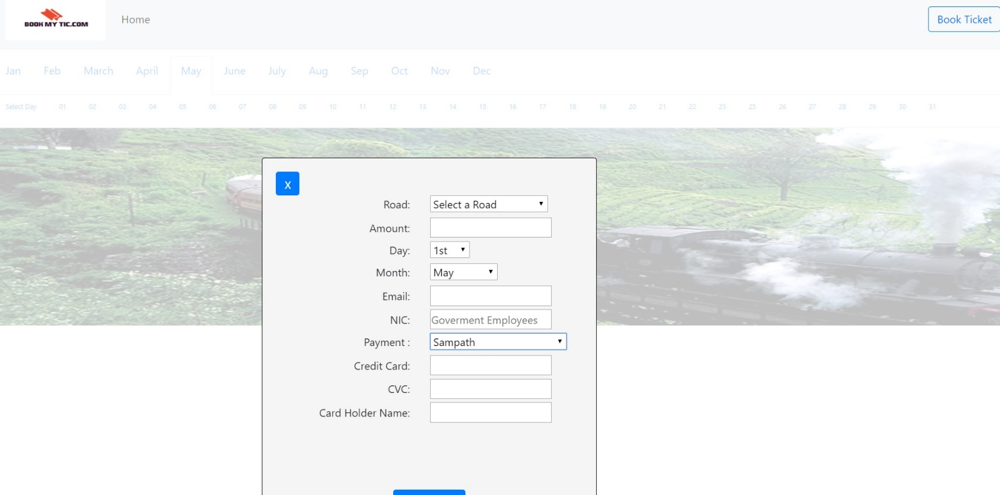 BOOK MY TIC.COM
Home
Book Ticket
Jan Feb March April May June July Aug Sep Oct Nov Dec
Select Day 01 02 03 04 05 06 07 08 09 10 11 12 13 14 15 16 17 18 19 20 21 22 23 25 26 27 28 29 30 31
X
Road: Select a Road
Amount:
Day: 1st
Month: May
Email:
NIC: Goverment Employees
Payment : Sampath
Credit Card:
CVC:
Card Holder Name: